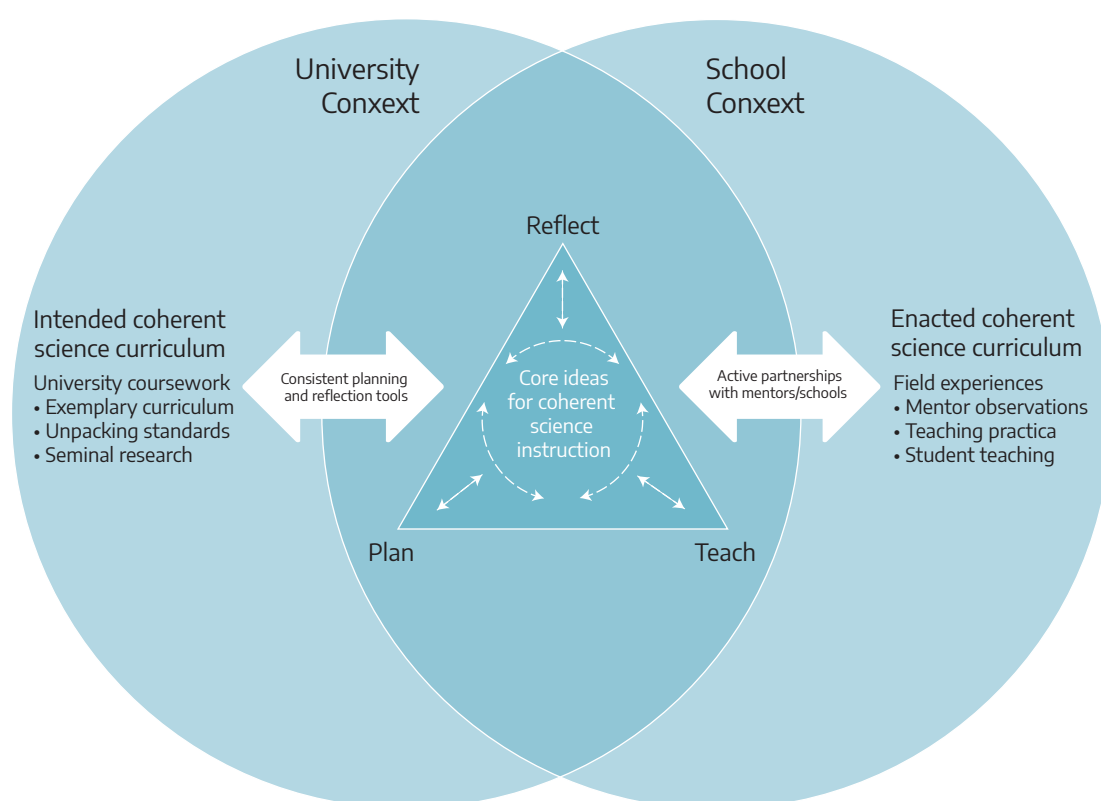 University
Conxext
School
Conxext
Reflect
Intended coherent
science curriculum
University coursework
• Exemplary curriculum
• Unpacking standards
• Seminal research
Consistent planning
and reflection tools
Core ideas
for coherent
science
instruction
Active partnerships
with mentors/schools
Enacted coherent
science curriculum
Field experiences
• Mentor observations
• Teaching practica
• Student teaching
Plan
Teach